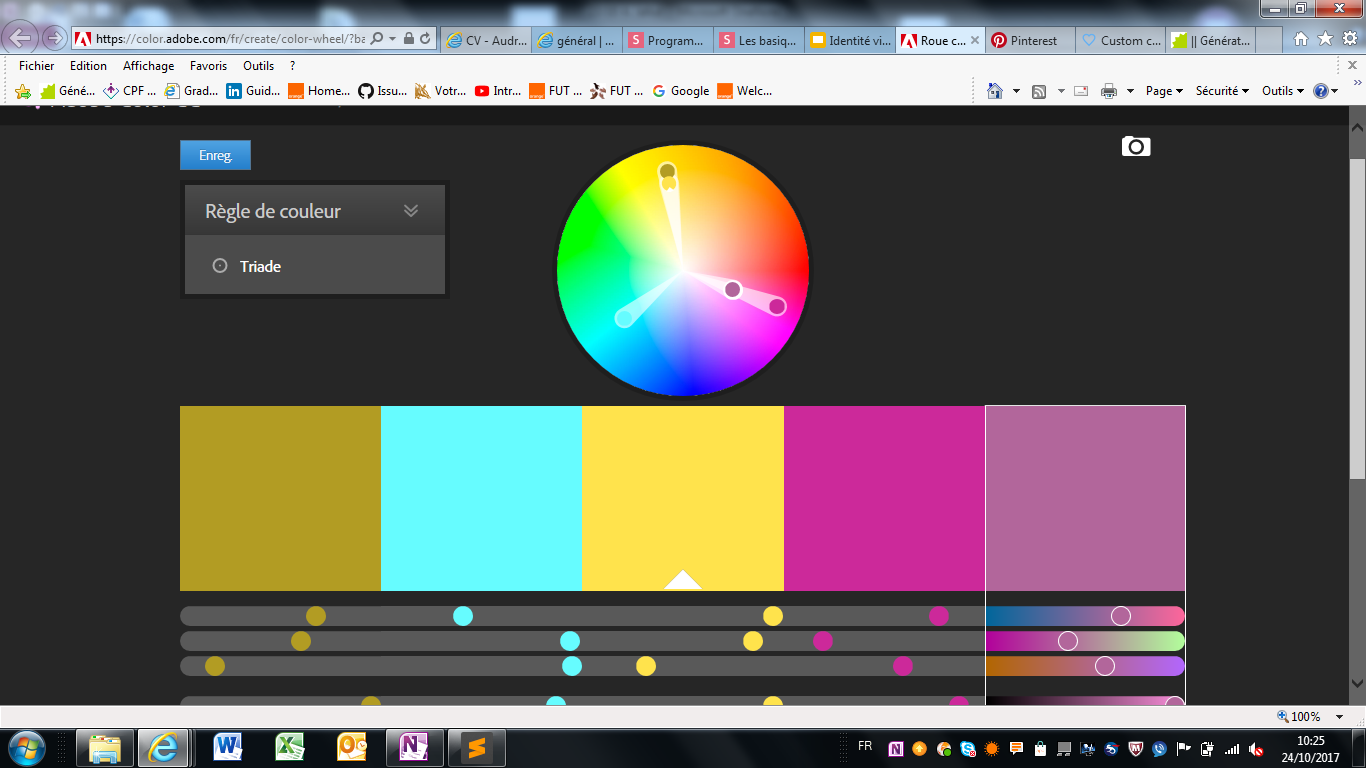 https://color.adobe.com/fr/create/color-wheel/?ba
CV - Audr...
général | ...
Program...
Les basiq...
Identité vi...
Roue c...
Pinterest
Custom c...
|| Générat...
Fichier Edition Affichage Favoris Outils ?
Géné... CPF ... Grad... Guid... Home... Issu... Votr... Intr... FUT ... FUT ... Google Welc...
Page Sécurité Outils
Enreg.
Règle de couleur
Triade
100%
FR
10:25
24/10/2017